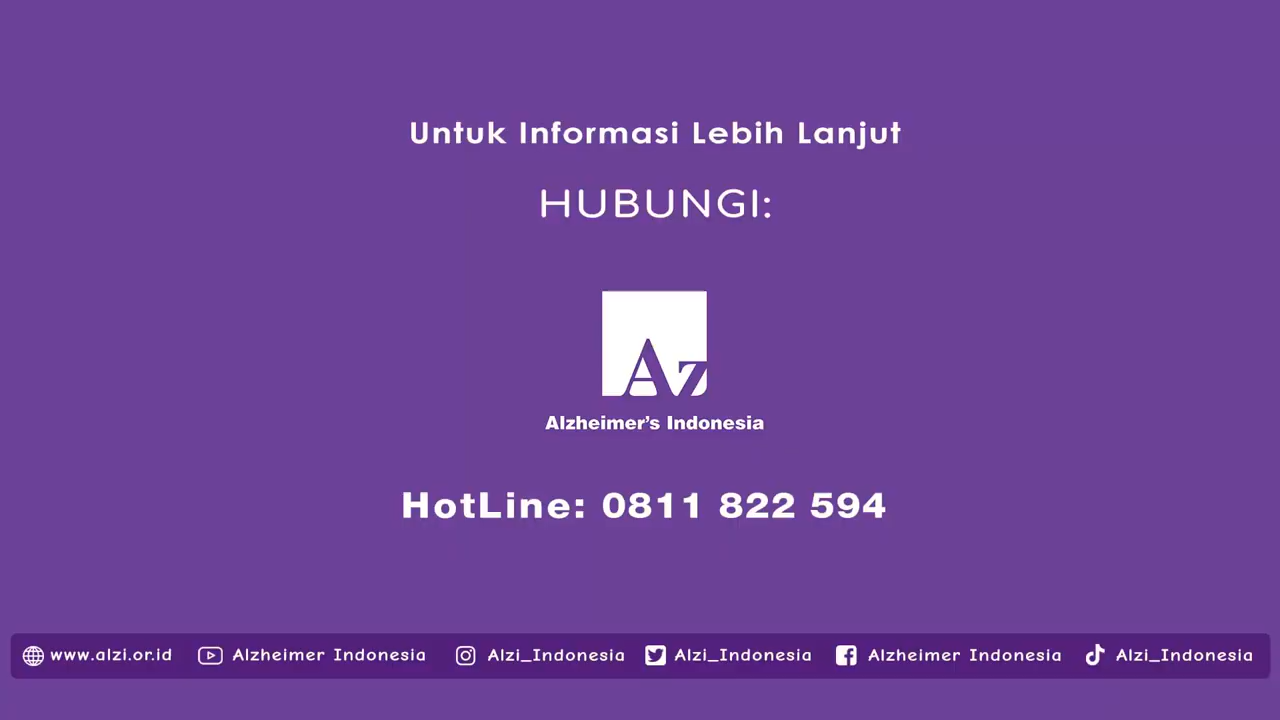 Untuk Informasi Lebih Lanjut
HUBUNGI:
Az
Alzheimer's Indonesia
HotLine: 0811 822 594
www.alzi.or.id Alzheimer Indonesia Alzi_Indonesia Alzi_Indonesia Alzheimer Indonesia Alzi_Indonesia